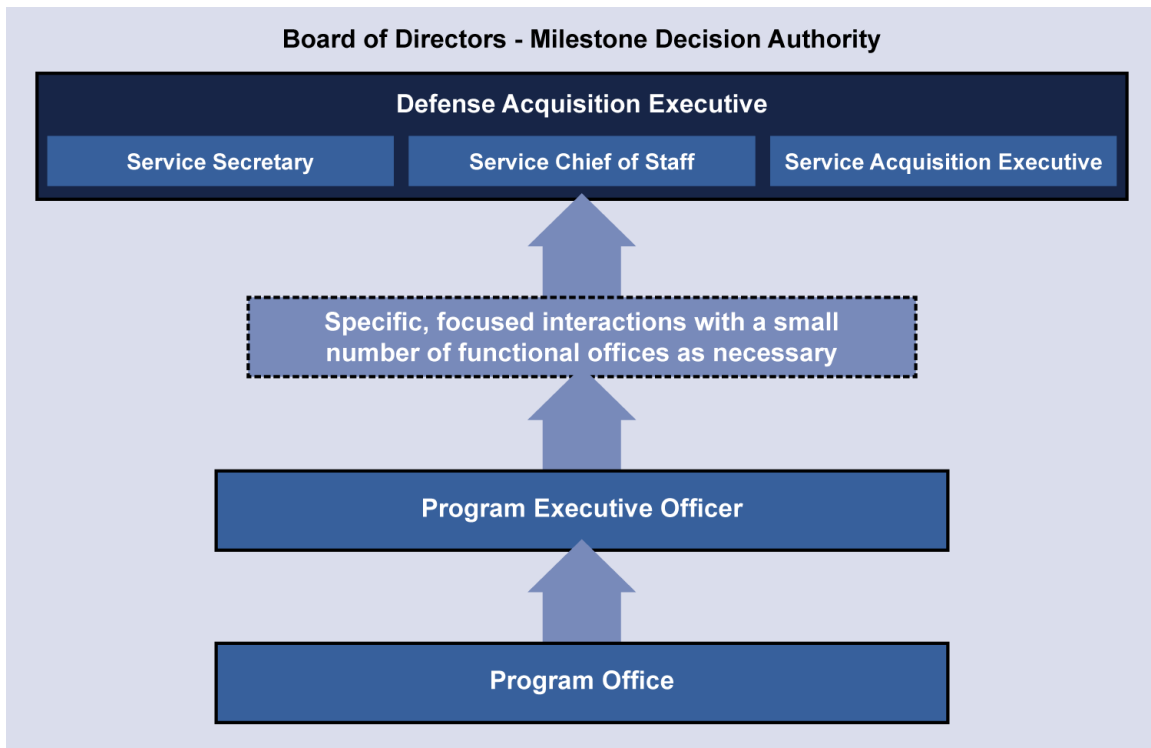 Board of Directors - Milestone Decision Authority
Defense Acquisition Executive
Service Secretary
Service Chief of Staff
Service Acquisition Executive
Specific, focused interactions with a small
number of functional offices as necessary
Program Executive Officer
Program Office